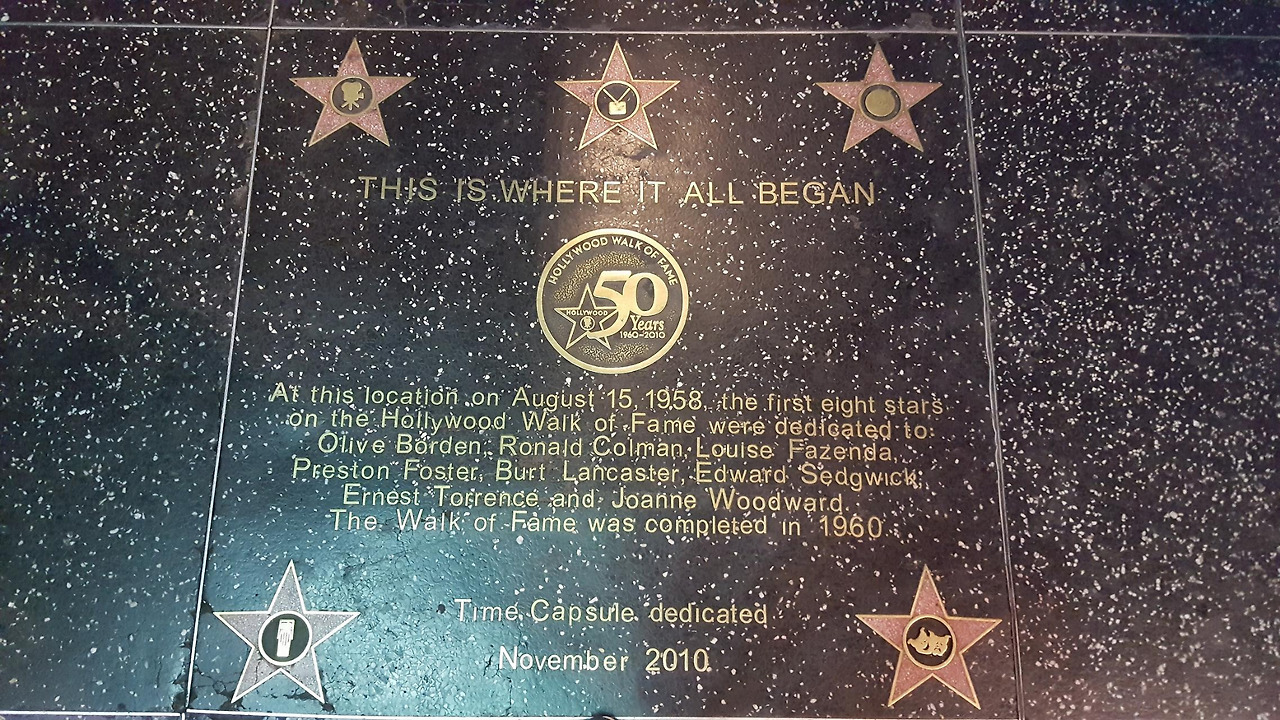 THIS IS WHERE IT ALL BEGAN
HOLLYWOOD WALK OF FAME
50
HOLLYWOOD
Years
1960-2010
At this location on August 15, 1958, the first eight stars
on the Hollywood Walk of Fame were dedicated to:
Olive Borden, Ronald Colman, Louise Fazenda,
Preston Foster, Burt Lancaster, Edward Sedgwick,
Ernest Torrence and Joanne Woodward
The Walk of Fame was completed in 1960.
Time Capsule dedicated
November 2010